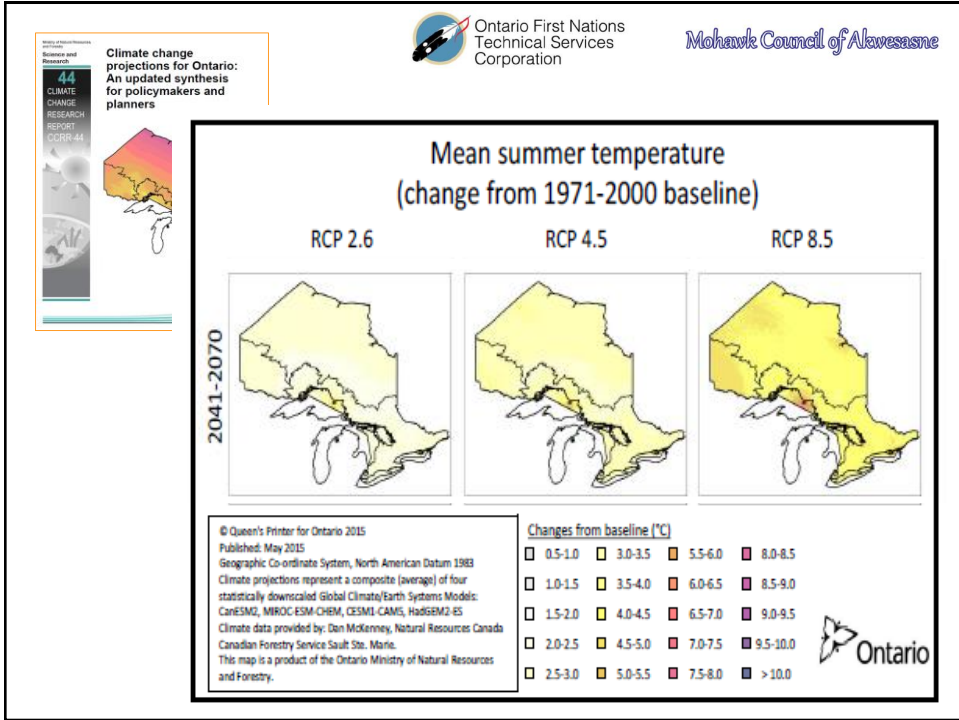 Ministry of Natural Resources
and Forestry
Science and
Research
44
CLIMATE
CHANGE
RESEARCH
REPORT
CCRR-44
Climate change
projections for Ontario:
An updated synthesis
for policymakers and
planners
Ontario First Nations
Technical Services
Corporation
Mohawk Council of Akwesasne
Mean summer temperature
(change from 1971-2000 baseline)
RCP 2.6 RCP 4.5 RCP 8.5
2041-2070
© Queen's Printer for Ontario 2015
Published: May 2015
Geographic Co-ordinate System, North American Datum 1983
Climate projections represent a composite (average) of four
statistically downscaled Global Climate/Earth Systems Models:
CanESM2, MIROC-ESM-CHEM, CESM1-CAM5, HadGEM2-ES
Climate data provided by: Dan McKenney, Natural Resources Canada
Canadian Forestry Service Sault Ste. Marie.
This map is a product of the Ontario Ministry of Natural Resources
and Forestry.
Changes from baseline (°C)
0.5-1.0 3.0-3.5 5.5-6.0 8.0-8.5
1.0-1.5 3.5-4.0 6.0-6.5 8.5-9.0
1.5-2.0 4.0-4.5 6.5-7.0 9.0-9.5
2.0-2.5 4.5-5.0 7.0-7.5 9.5-10.0
2.5-3.0 5.0-5.5 7.5-8.0 > 10.0
Ontario